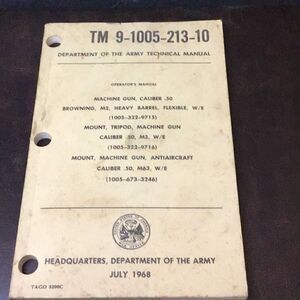 TM 9-1005-213-10
DEPARTMENT OF THE ARMY TECHNICAL MANUAL
OPERATOR'S MANUAL
MACHINE GUN, CALIBER .50
BROWNING, M2, HEAVY BARREL, FLEXIBLE, W/E
(1005-322-9715)
MOUNT, TRIPOD, MACHINE GUN
CALIBER .50, M3, W/E
(1005-322-9716)
MOUNT, MACHINE GUN, ANTIAIRCRAFT
CALIBER .50, M63, W/E
(1005-673-3246)
HEADQUARTERS, DEPARTMENT OF THE ARMY
JULY 1968